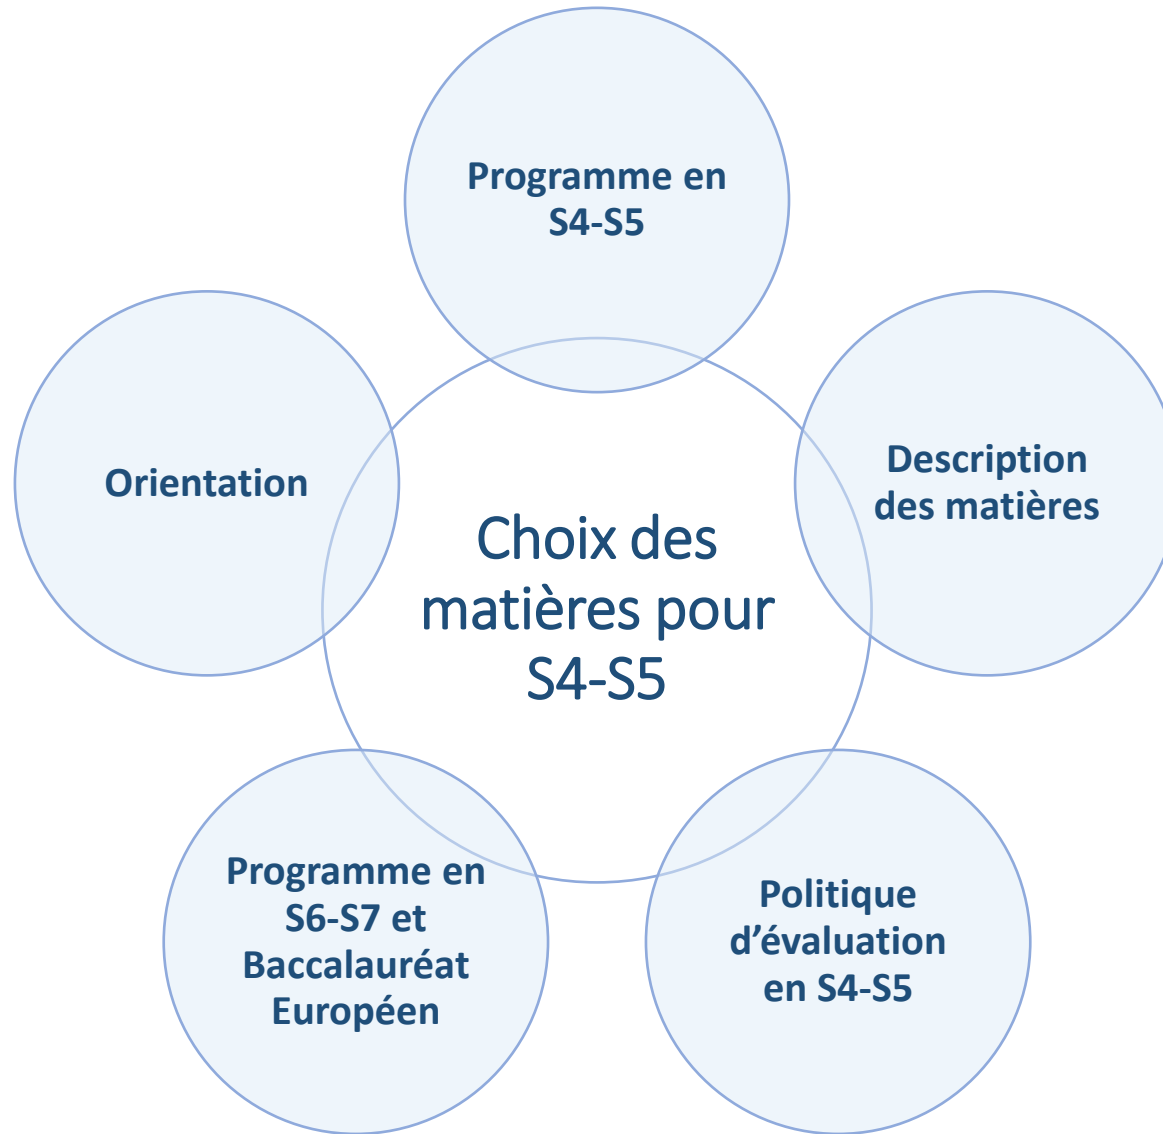 Programme en
S4-S5
Orientation
Description
des matières
Choix des
matières pour
S4-S5
Programme en
S6-S7 et
Baccalauréat
Européen
Politique
d’évaluation
en S4-S5